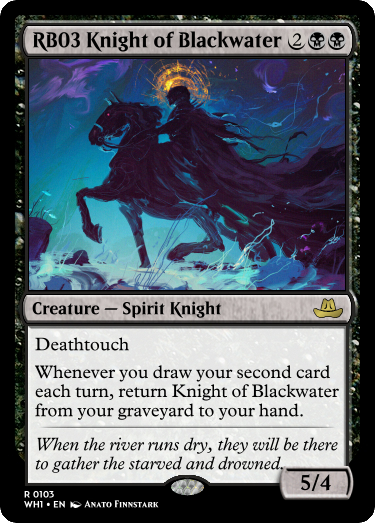 RB03 Knight of Blackwater 2
Creature — Spirit Knight
Deathtouch
Whenever you draw your second card
each turn, return Knight of Blackwater
from your graveyard to your hand.
When the river runs dry, they will be there
to gather the starved and drowned.
5/4
R 0103
WH1 • EN Anato Finnstark